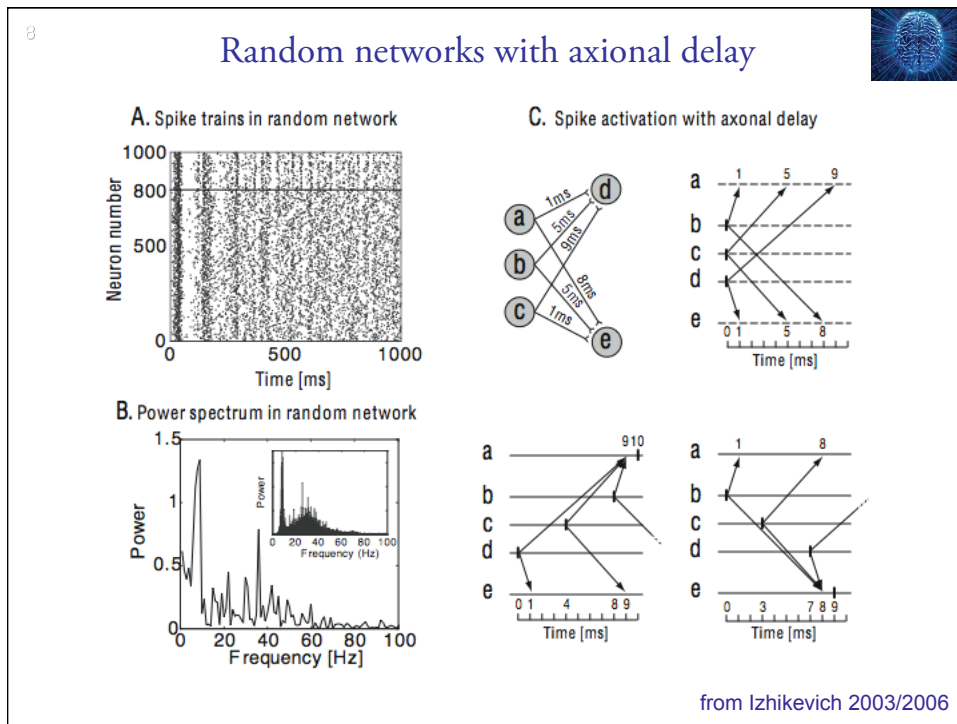 8
Random networks with axional delay
A. Spike trains in random network
Neuron number
1000
800
500
0
0 500 1000
Time [ms]
B. Power spectrum in random network
Power
1.5
1
0.5
0
0 20 40 60 80 100
Frequency [Hz]
Power
0 20 40 60 80 100
Frequency (Hz)
C. Spike activation with axonal delay
a
b
c
d
e
1ms
5ms
9ms
8ms
5ms
1ms
1 5 9
a
b
c
d
e
0 1 5 8
Time [ms]
9 10
a
b
c
d
e
0 1 4 8 9
Time [ms]
1 8
a
b
c
d
e
0 3 7 8 9
Time [ms]
from Izhikevich 2003/2006